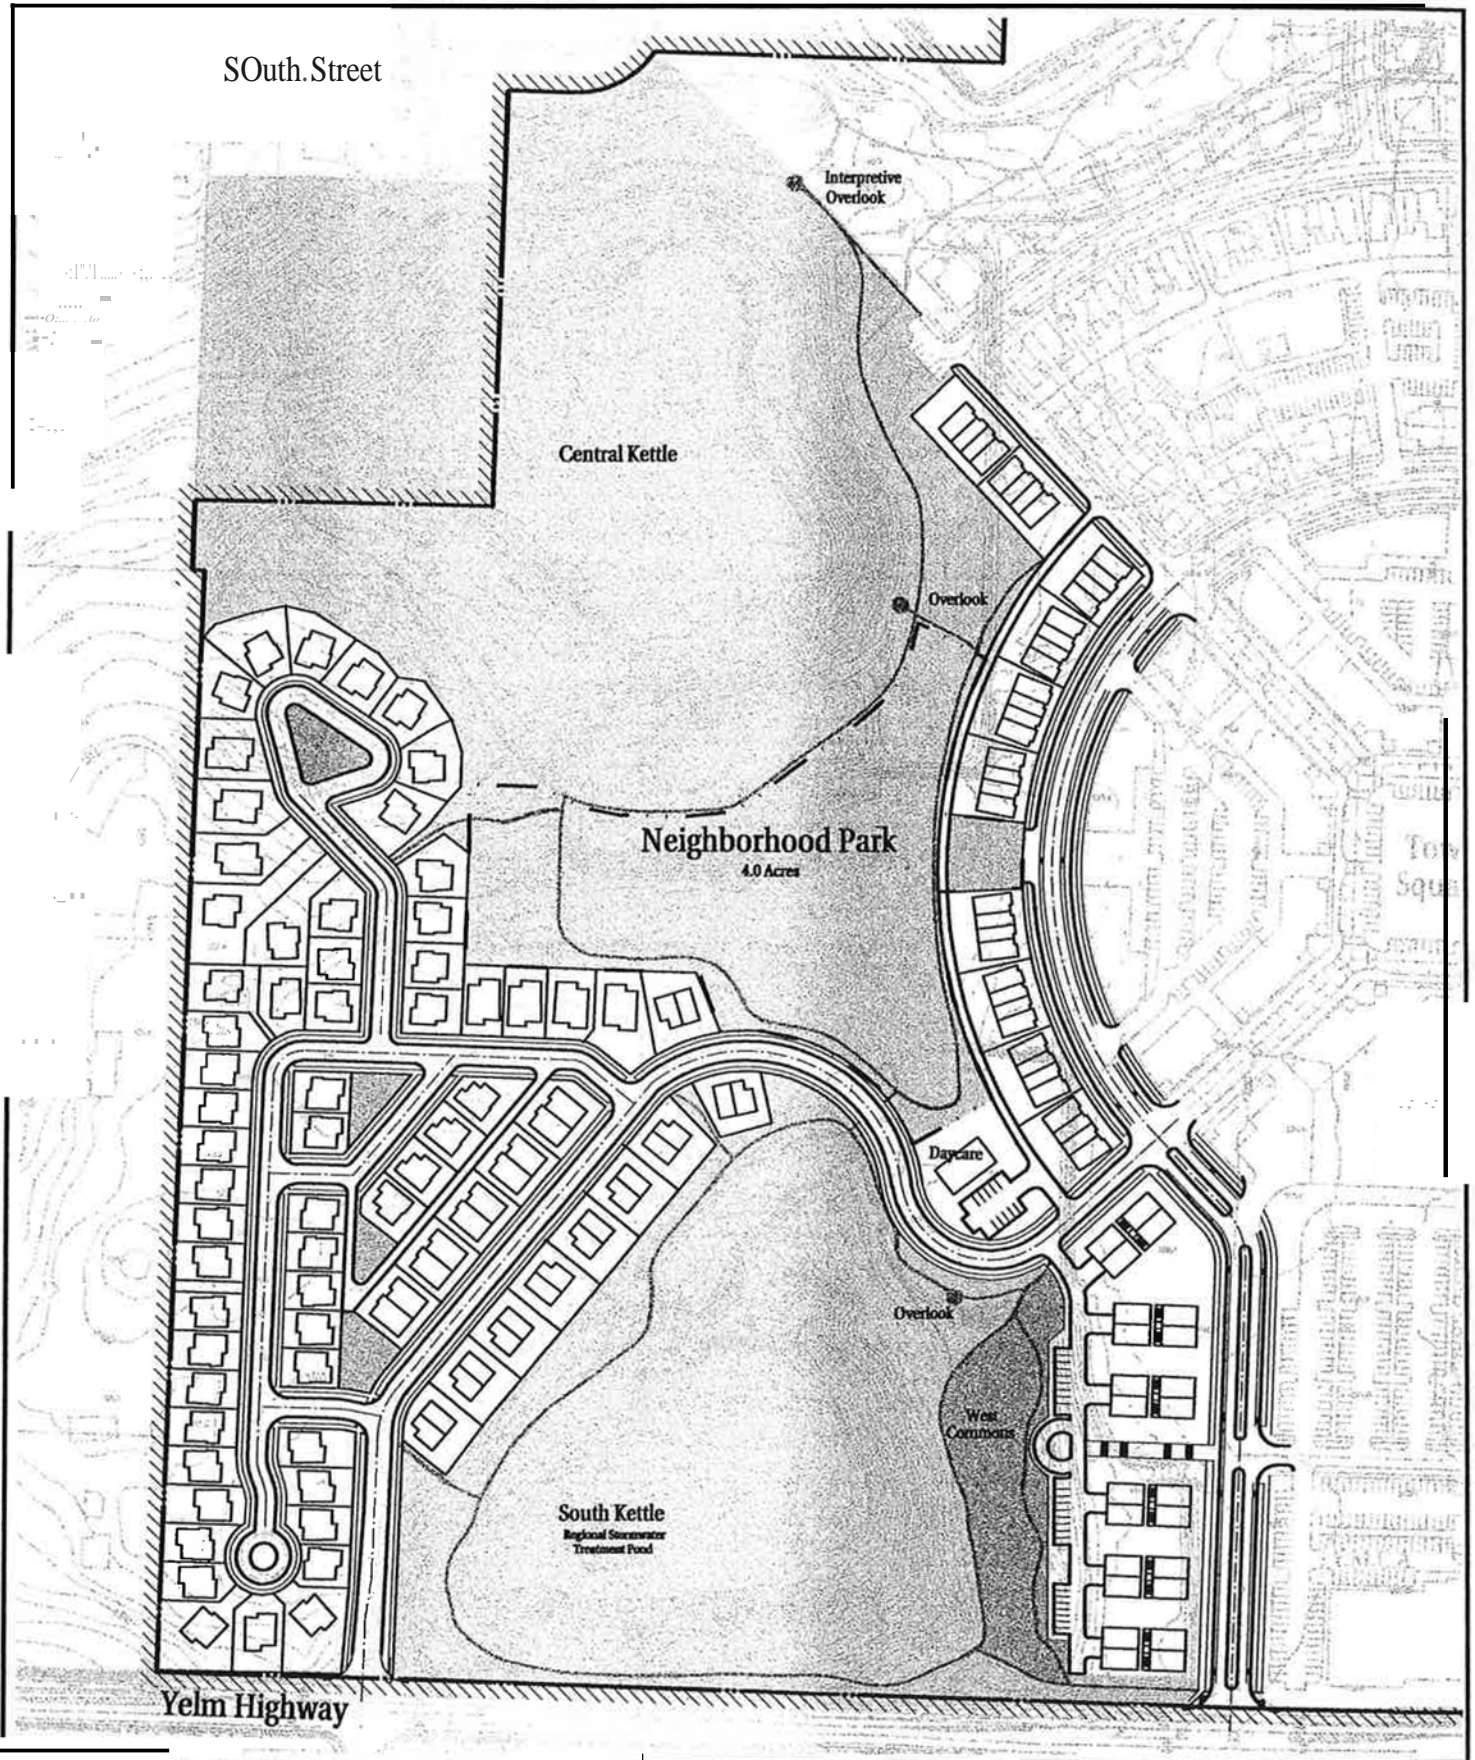 SOuth.Street
Interpretive
Overlook
Central Kettle
Overlook
Neighborhood Park
4.0 Acres
Daycare
Overlook
West
Commons
South Kettle
Regional Stormwater
Treatment Pond
Yelm Highway